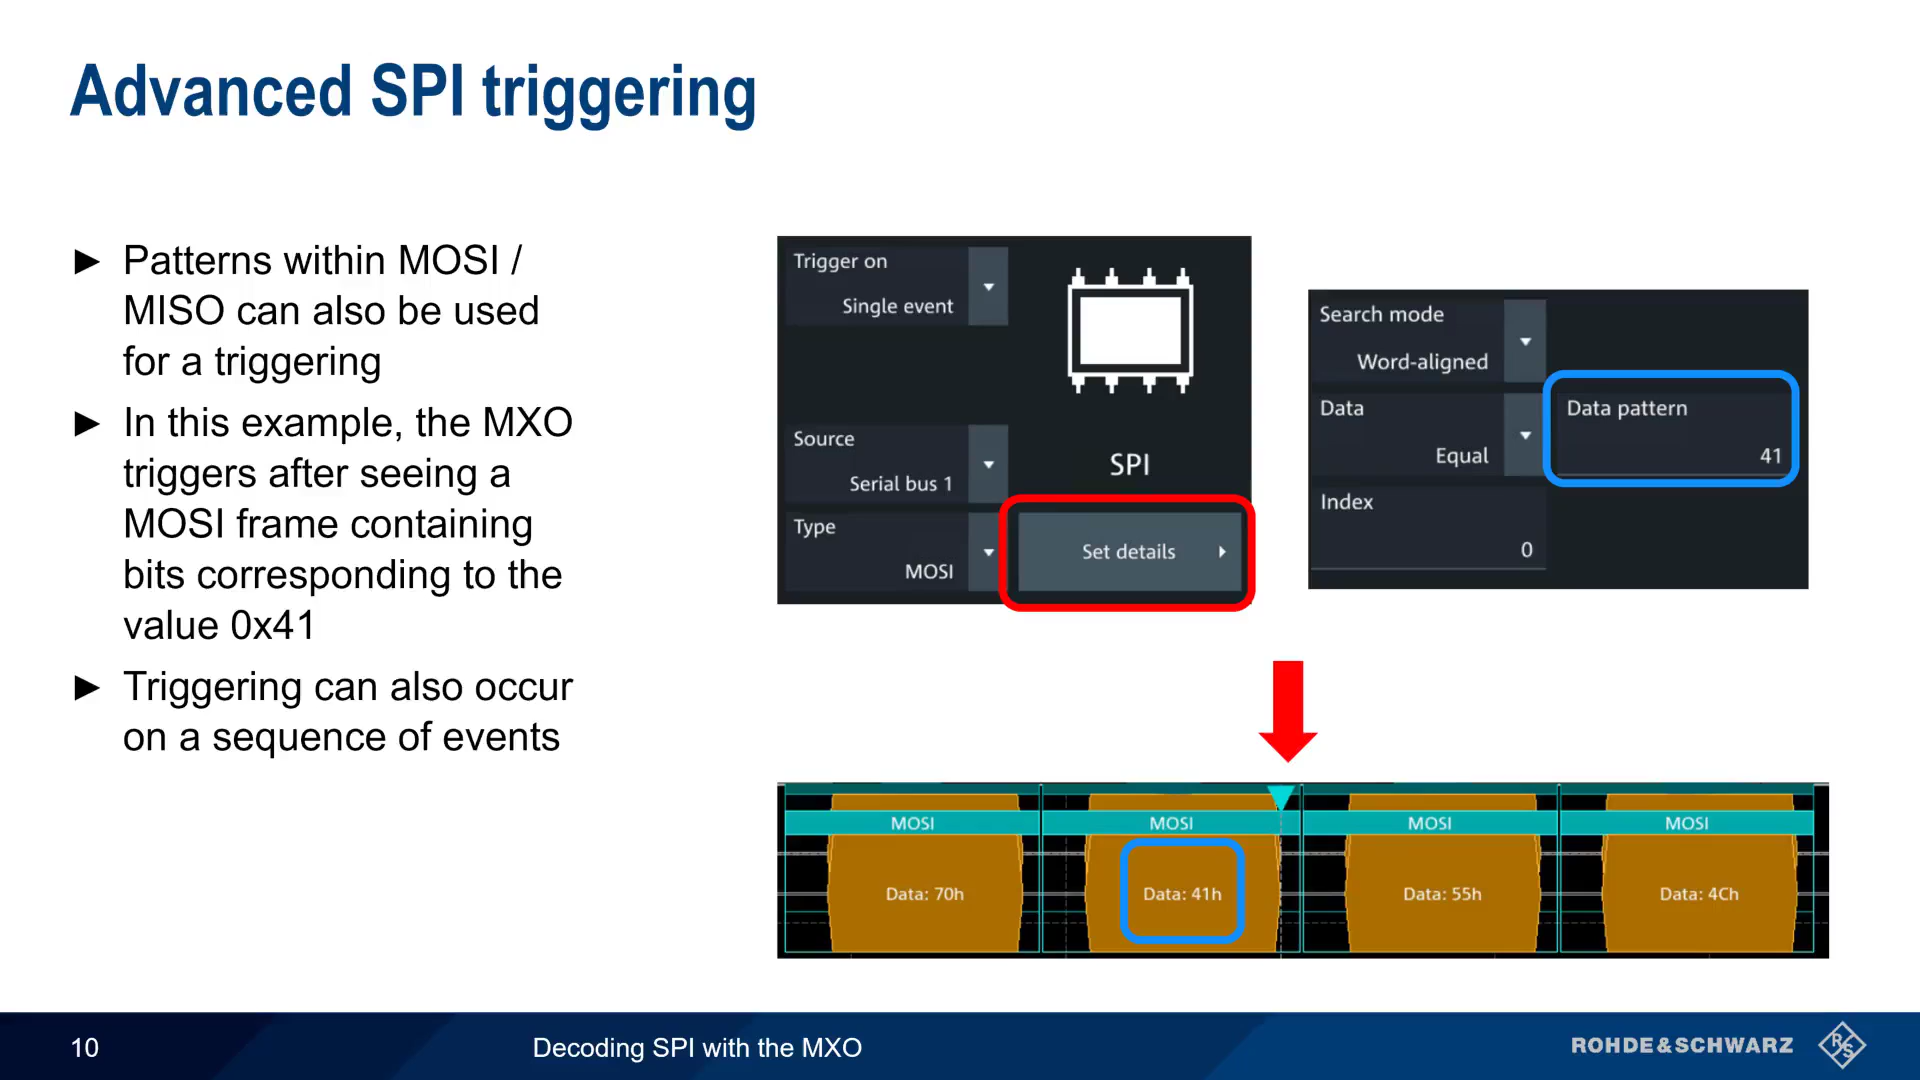 Advanced SPI triggering
► Patterns within MOSI /
MISO can also be used
for a triggering
► In this example, the MXO
triggers after seeing a
MOSI frame containing
bits corresponding to the
value 0x41
► Triggering can also occur
on a sequence of events
Trigger on
Single event
Source
Serial bus 1
SPI
Type
MOSI
Set details
Search mode
Word-aligned
Data
Equal
Data pattern
41
Index
0
MOSI MOSI MOSI MOSI
Data: 70h Data: 41h Data: 55h Data: 4Ch
10 Decoding SPI with the MXO ROHDE&SCHWARZ
R
S